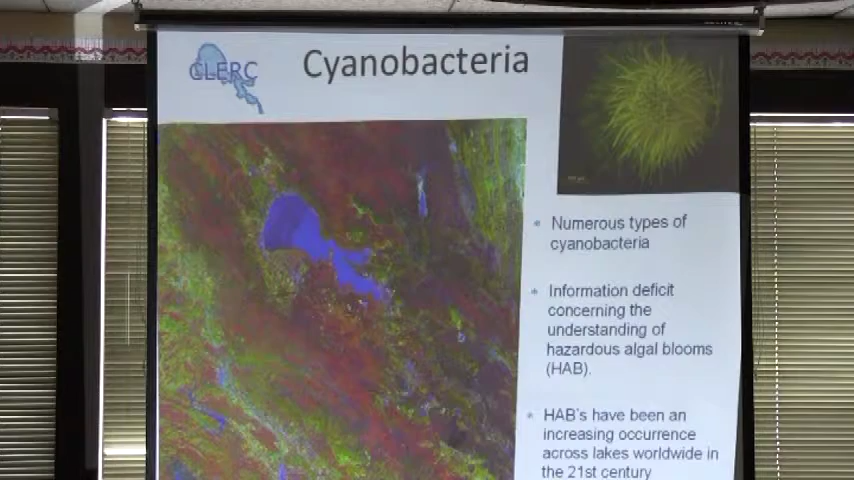 CLERC
Cyanobacteria
Numerous types of
cyanobacteria
Information deficit
concerning the
understanding of
hazardous algal blooms
(HAB).
HAB's have been an
increasing occurrence
across lakes worldwide in
the 21st century